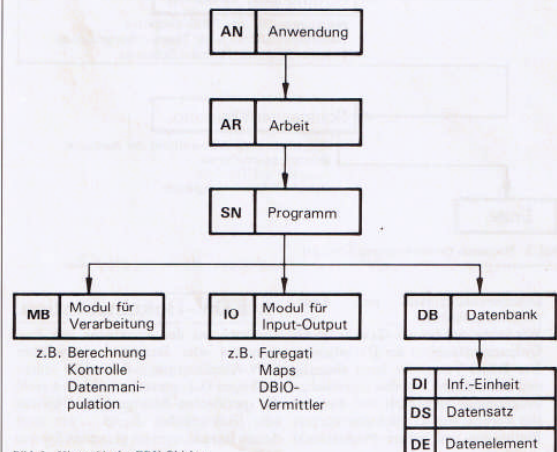 AN Anwendung
AR Arbeit
SN Programm
MB Modul für
Verarbeitung
z.B. Berechnung
Kontrolle
Datenmani-
pulation
IO Modul für
Input-Output
z.B. Furegati
Maps
DBIO-
Vermittler
DB Datenbank
DI Inf.-Einheit
DS Datensatz
DE Datenelement